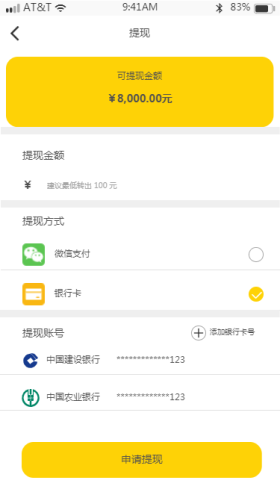 AT&T 9:41AM 83%
提现
可提现金额
¥8,000.00元
提现金额
¥ 建议最低转出 100 元
提现方式
微信支付
银行卡
提现账号 添加银行卡号
中国建设银行 *************123
中国农业银行 *************123
申请提现